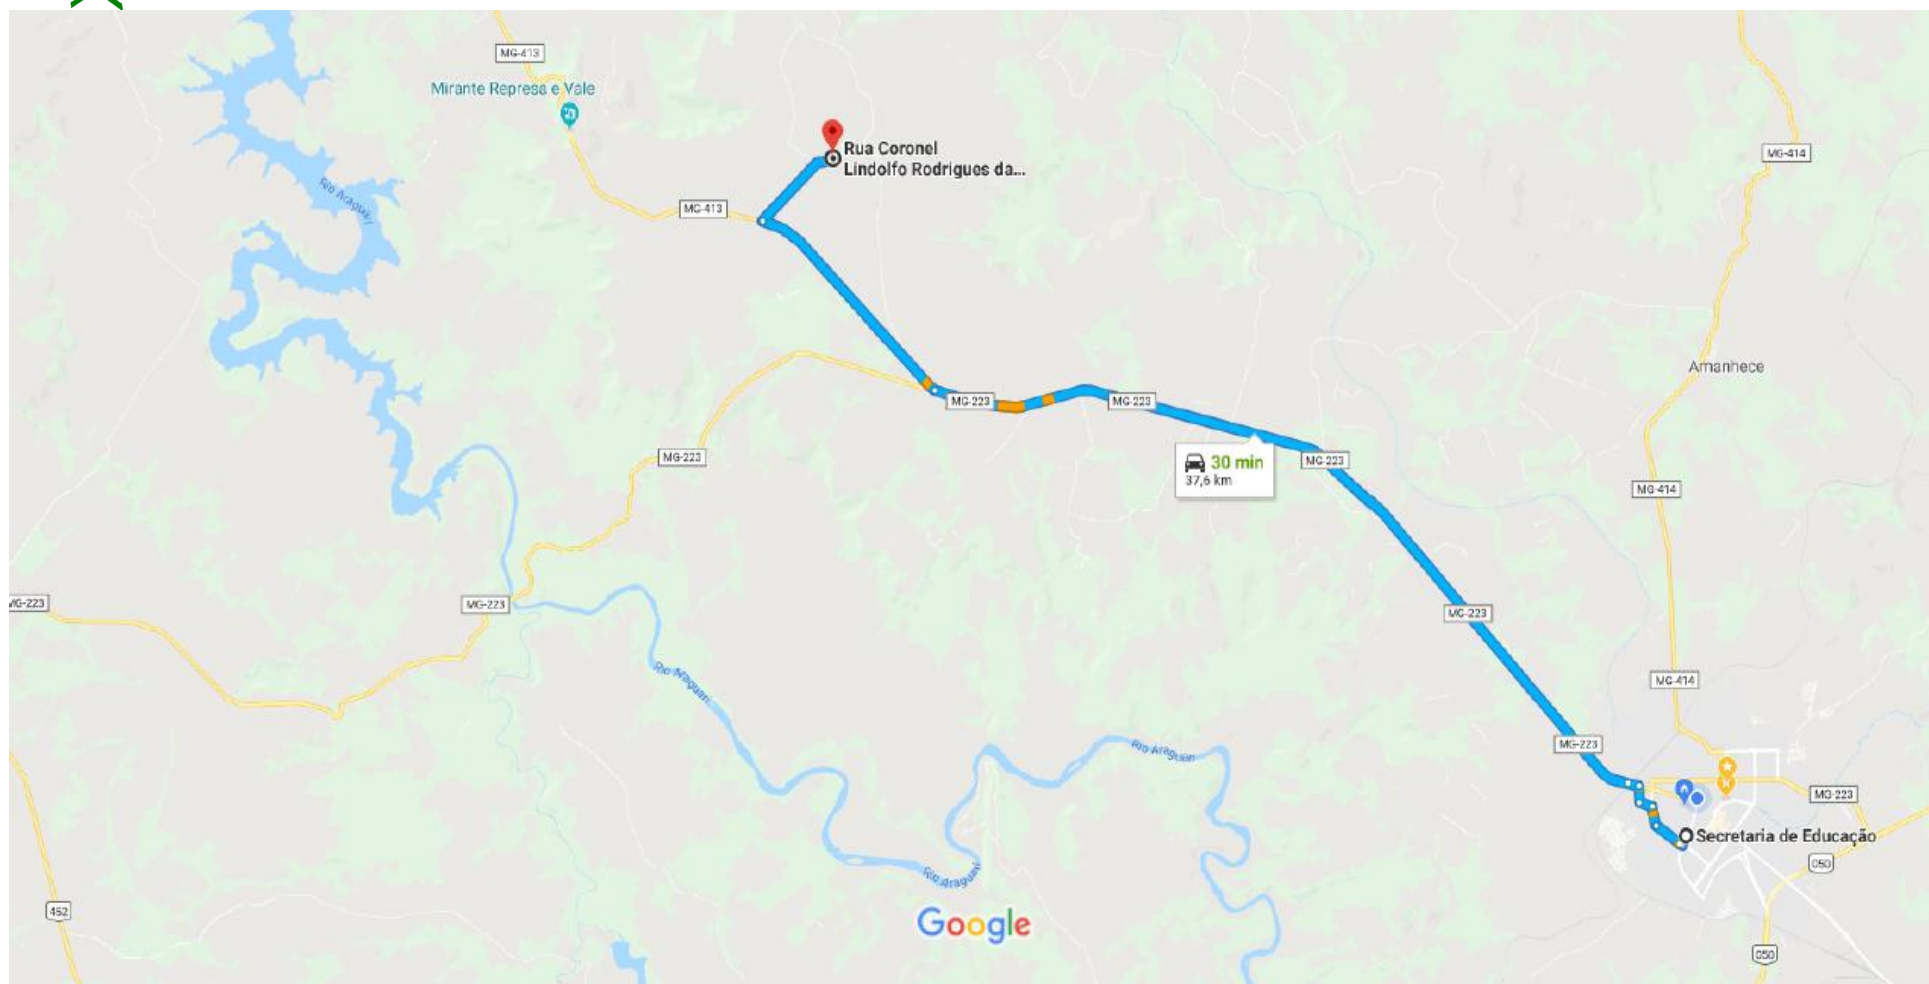 MG-413
Mirante Represa e Vale
MG-414
Rua Coronel
Lindolfo Rodrigues da...
Rio Araguari
MG-413
Amanhece
MG-223
MG-223
MG-223
30 min
37,6 km
MG-223
MG-414
MG-223
MG-223
MG-223
Rio Araguari
MG-414
MG-223
Rio Araguari
MG-223
Secretaria de Educação
050
Rio Araguari
452
Google
050